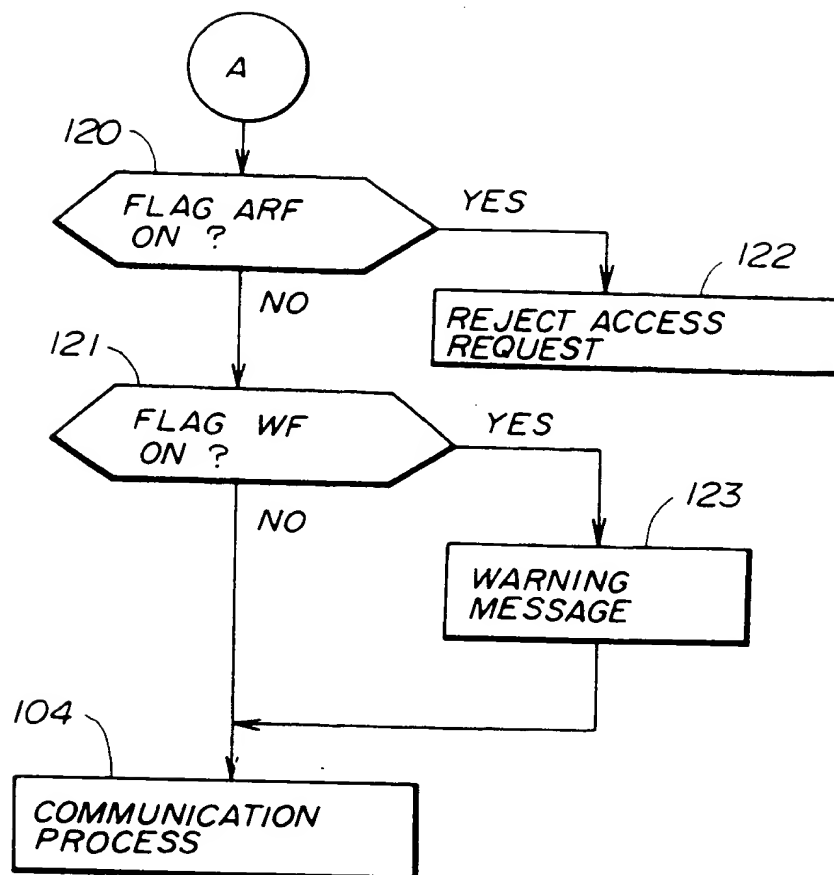 A
120
FLAG ARF
ON ?
YES
NO
122
REJECT ACCESS
REQUEST
121
FLAG WF
ON ?
YES
NO
123
WARNING
MESSAGE
104
COMMUNICATION
PROCESS